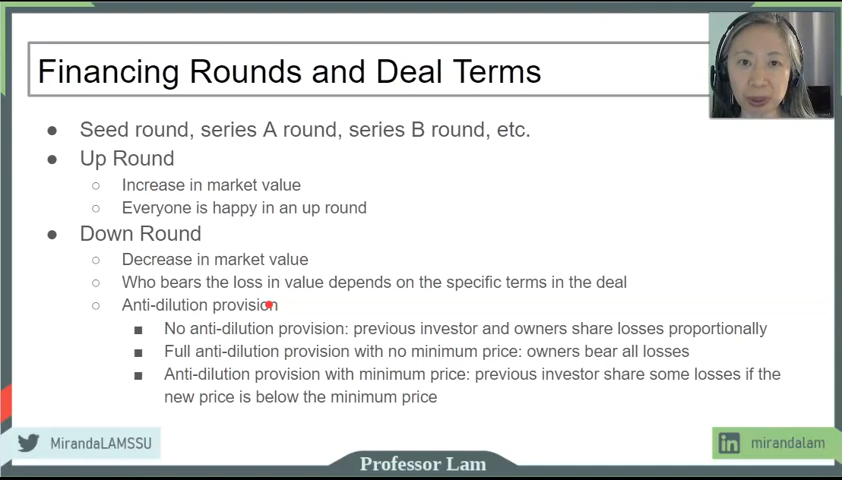 Financing Rounds and Deal Terms
● Seed round, series A round, series B round, etc.
● Up Round
○ Increase in market value
○ Everyone is happy in an up round
● Down Round
○ Decrease in market value
○ Who bears the loss in value depends on the specific terms in the deal
○ Anti-dilution provision
■ No anti-dilution provision: previous investor and owners share losses proportionally
■ Full anti-dilution provision with no minimum price: owners bear all losses
■ Anti-dilution provision with minimum price: previous investor share some losses if the
new price is below the minimum price
MirandaLAMSSU
in mirandalam
Professor Lam